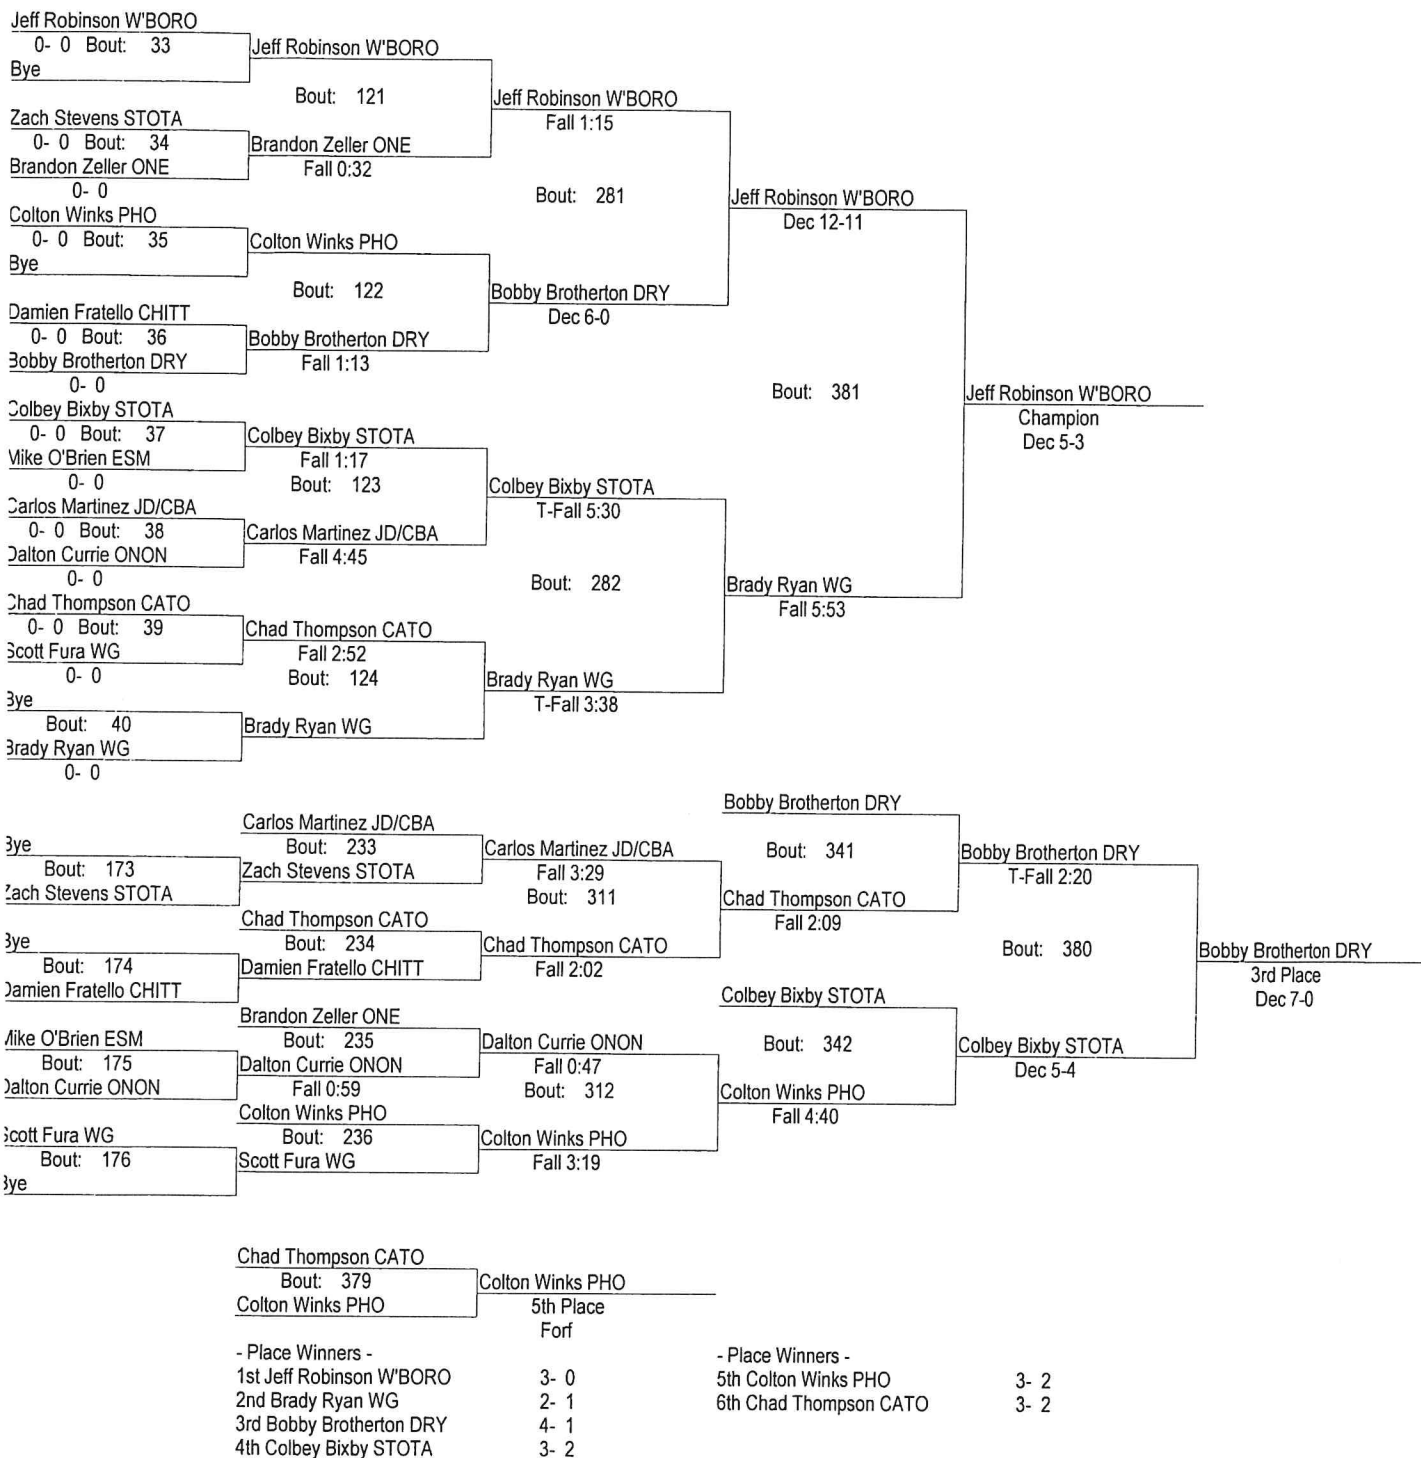 Jeff Robinson W'BORO
0- 0 Bout: 33
Bye
Jeff Robinson W'BORO
Bout: 121
Zach Stevens STOTA
0- 0 Bout: 34
Brandon Zeller ONE
0- 0
Brandon Zeller ONE
Fall 0:32
Jeff Robinson W'BORO
Fall 1:15
Bout: 281
Colton Winks PHO
0- 0 Bout: 35
Bye
Colton Winks PHO
Bout: 122
Damien Fratello CHITT
0- 0 Bout: 36
Bobby Brotherton DRY
0- 0
Bobby Brotherton DRY
Fall 1:13
Bobby Brotherton DRY
Dec 6-0
Jeff Robinson W'BORO
Dec 12-11
Bout: 381
Colbey Bixby STOTA
0- 0 Bout: 37
Mike O'Brien ESM
0- 0
Colbey Bixby STOTA
Fall 1:17
Bout: 123
Carlos Martinez JD/CBA
0- 0 Bout: 38
Dalton Currie ONON
0- 0
Carlos Martinez JD/CBA
Fall 4:45
Colbey Bixby STOTA
T-Fall 5:30
Bout: 282
Chad Thompson CATO
0- 0 Bout: 39
Scott Fura WG
0- 0
Chad Thompson CATO
Fall 2:52
Bout: 124
Bye
Bout: 40
Brady Ryan WG
0- 0
Brady Ryan WG
Brady Ryan WG
T-Fall 3:38
Brady Ryan WG
Fall 5:53
Jeff Robinson W'BORO
Champion
Dec 5-3
Bye
Bout: 173
Zach Stevens STOTA
Carlos Martinez JD/CBA
Bout: 233
Zach Stevens STOTA
Carlos Martinez JD/CBA
Fall 3:29
Bout: 311
Bye
Bout: 174
Damien Fratello CHITT
Chad Thompson CATO
Bout: 234
Damien Fratello CHITT
Chad Thompson CATO
Fall 2:02
Bobby Brotherton DRY
Bout: 341
Chad Thompson CATO
Fall 2:09
Bobby Brotherton DRY
T-Fall 2:20
Bout: 380
Mike O'Brien ESM
Bout: 175
Dalton Currie ONON
Brandon Zeller ONE
Bout: 235
Dalton Currie ONON
Fall 0:59
Dalton Currie ONON
Fall 0:47
Bout: 312
Scott Fura WG
Bout: 176
Bye
Colton Winks PHO
Bout: 236
Scott Fura WG
Colton Winks PHO
Fall 3:19
Colbey Bixby STOTA
Bout: 342
Colton Winks PHO
Fall 4:40
Colbey Bixby STOTA
Dec 5-4
Bobby Brotherton DRY
3rd Place
Dec 7-0
Chad Thompson CATO
Bout: 379
Colton Winks PHO
Colton Winks PHO
5th Place
Forf
- Place Winners -
1st Jeff Robinson W'BORO 3- 0
2nd Brady Ryan WG 2- 1
3rd Bobby Brotherton DRY 4- 1
4th Colbey Bixby STOTA 3- 2
- Place Winners -
5th Colton Winks PHO 3- 2
6th Chad Thompson CATO 3- 2